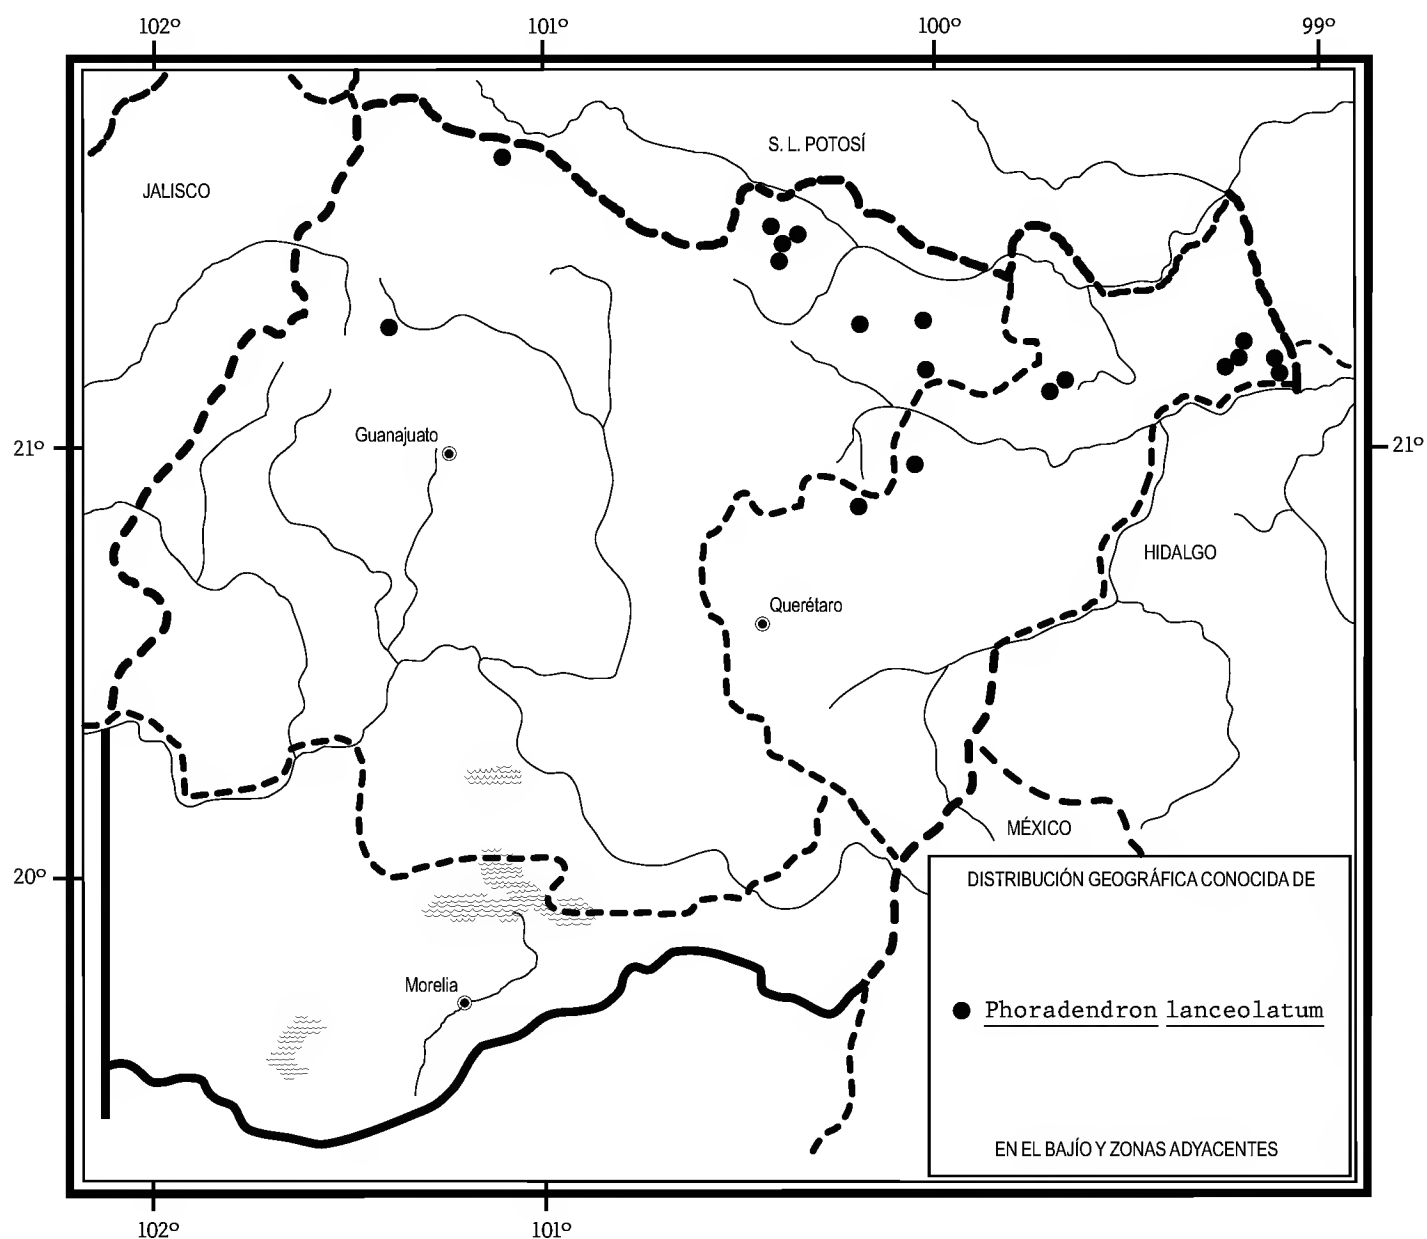 102º 101º 100º 99º
S. L. POTOSÍ
JALISCO
Guanajuato
21º 21º
HIDALGO
Querétaro
MÉXICO
20º
DISTRIBUCIÓN GEOGRÁFICA CONOCIDA DE
Morelia
Phoradendron lanceolatum
EN EL BAJÍO Y ZONAS ADYACENTES
102º 101º